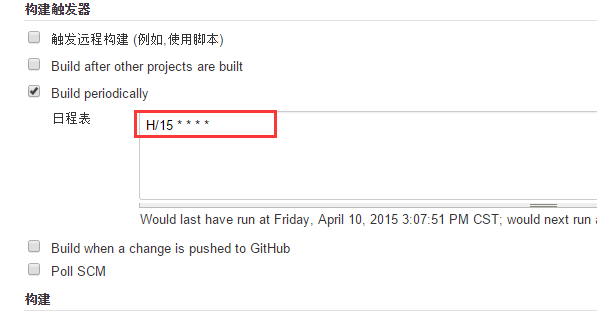 构建触发器
触发远程构建 (例如,使用脚本)
Build after other projects are built
Build periodically
日程表
H/15 * * * *
Would last have run at Friday, April 10, 2015 3:07:51 PM CST; would next run
Build when a change is pushed to GitHub
Poll SCM
构建